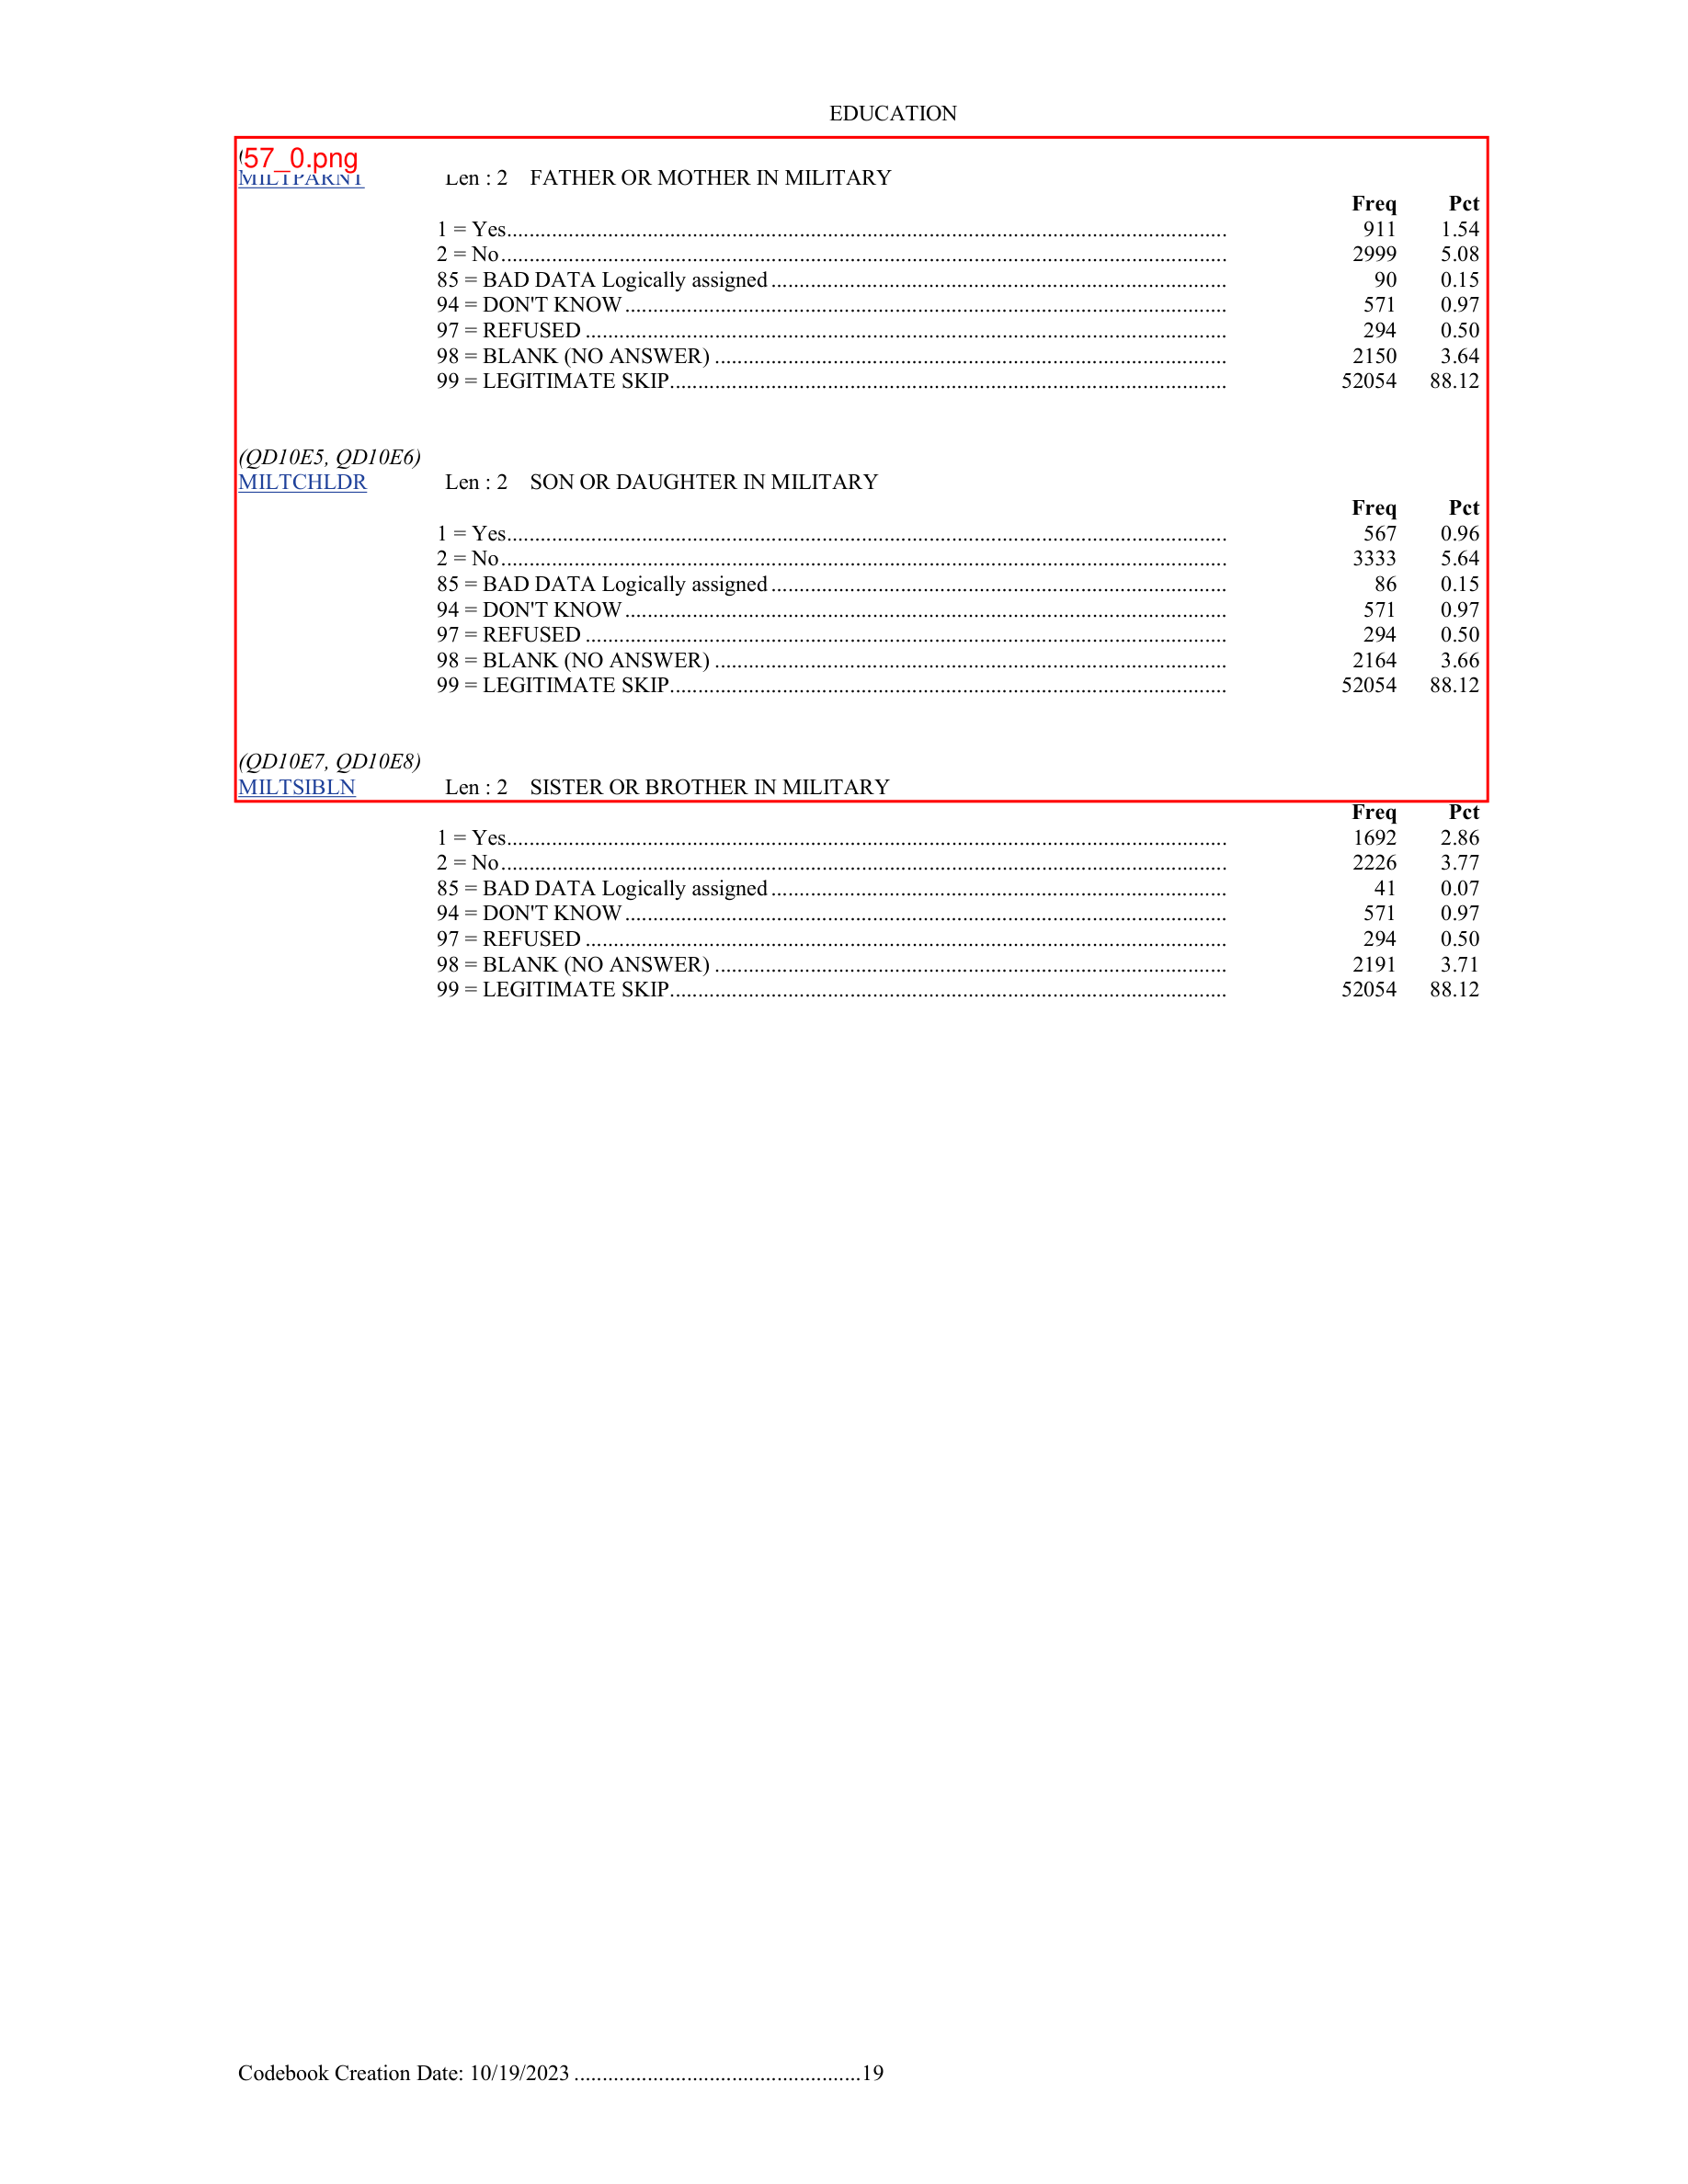 EDUCATION
57_0.png
MILTPARNT Len : 2 FATHER OR MOTHER IN MILITARY
Freq Pct
1 = Yes 911 1.54
2 = No 2999 5.08
85 = BAD DATA Logically assigned 90 0.15
94 = DON'T KNOW 571 0.97
97 = REFUSED 294 0.50
98 = BLANK (NO ANSWER) 2150 3.64
99 = LEGITIMATE SKIP 52054 88.12
(QD10E5, QD10E6)
MILTCHLDR Len : 2 SON OR DAUGHTER IN MILITARY
Freq Pct
1 = Yes 567 0.96
2 = No 3333 5.64
85 = BAD DATA Logically assigned 86 0.15
94 = DON'T KNOW 571 0.97
97 = REFUSED 294 0.50
98 = BLANK (NO ANSWER) 2164 3.66
99 = LEGITIMATE SKIP 52054 88.12
(QD10E7, QD10E8)
MILTSIBLN Len : 2 SISTER OR BROTHER IN MILITARY
Freq Pct
1 = Yes 1692 2.86
2 = No 2226 3.77
85 = BAD DATA Logically assigned 41 0.07
94 = DON'T KNOW 571 0.97
97 = REFUSED 294 0.50
98 = BLANK (NO ANSWER) 2191 3.71
99 = LEGITIMATE SKIP 52054 88.12
Codebook Creation Date: 10/19/2023 19